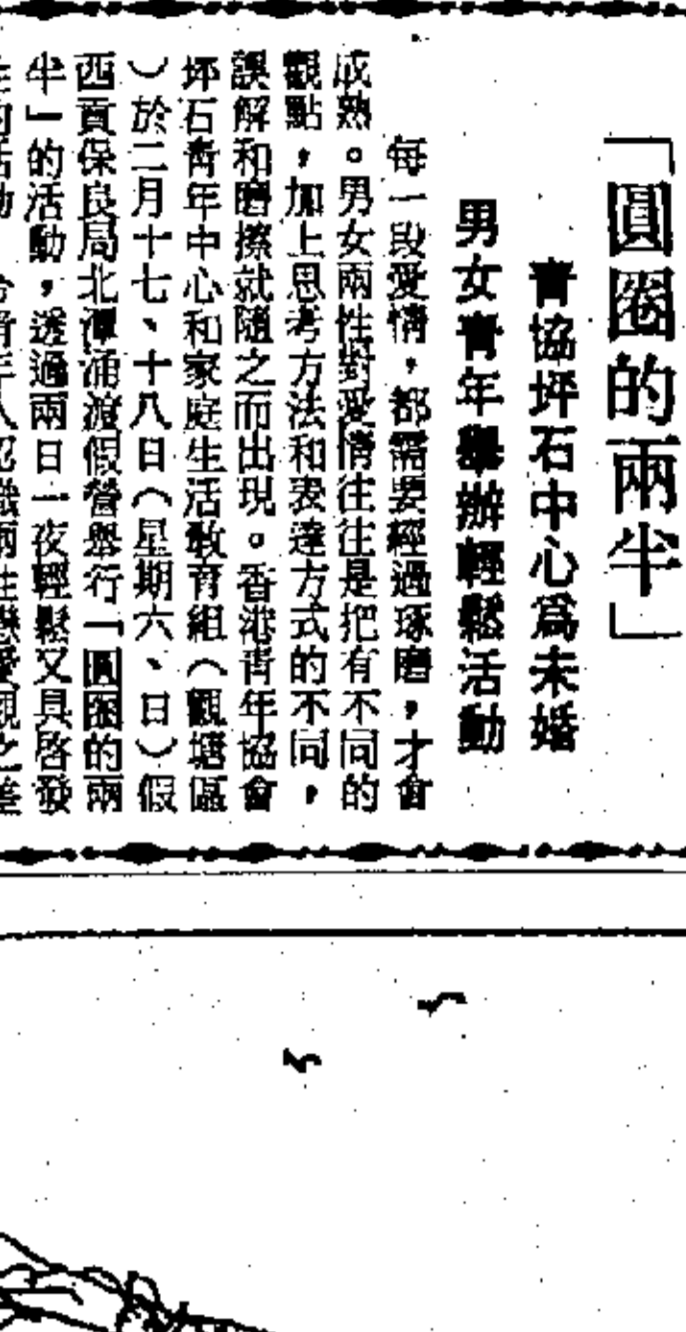 「圓圈的兩半」
青協坪石中心爲未婚
男女青年舉辦輕鬆活動
每一段愛情，都需要經過琢磨，才會
成熟。男女兩性對愛情往往是把有不同的
觀點，加上思考方法和表達方式的不同，
誤解和磨擦就隨之而出現。香港青年協會
坪石青年中心和家庭生活敎育組（觀塘區
）於二月十七、十八日（星期六、日）假
西貢保良局北潭涌渡假營舉行「圓圈的兩
半」的活動，透過兩日一夜輕鬆又具啓發